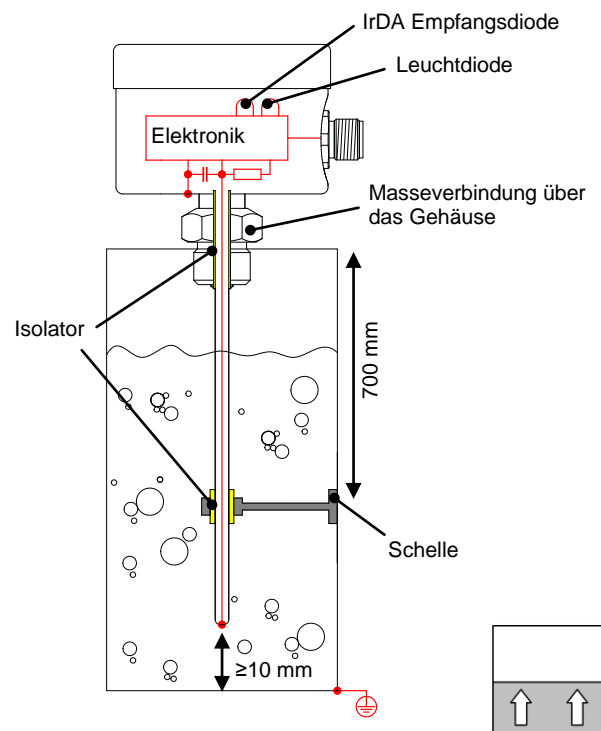 IrDA Empfangsdiode
Leuchtdiode
Elektronik
Masseverbindung über
das Gehäuse
Isolator
700 mm
Schelle
≥10 mm